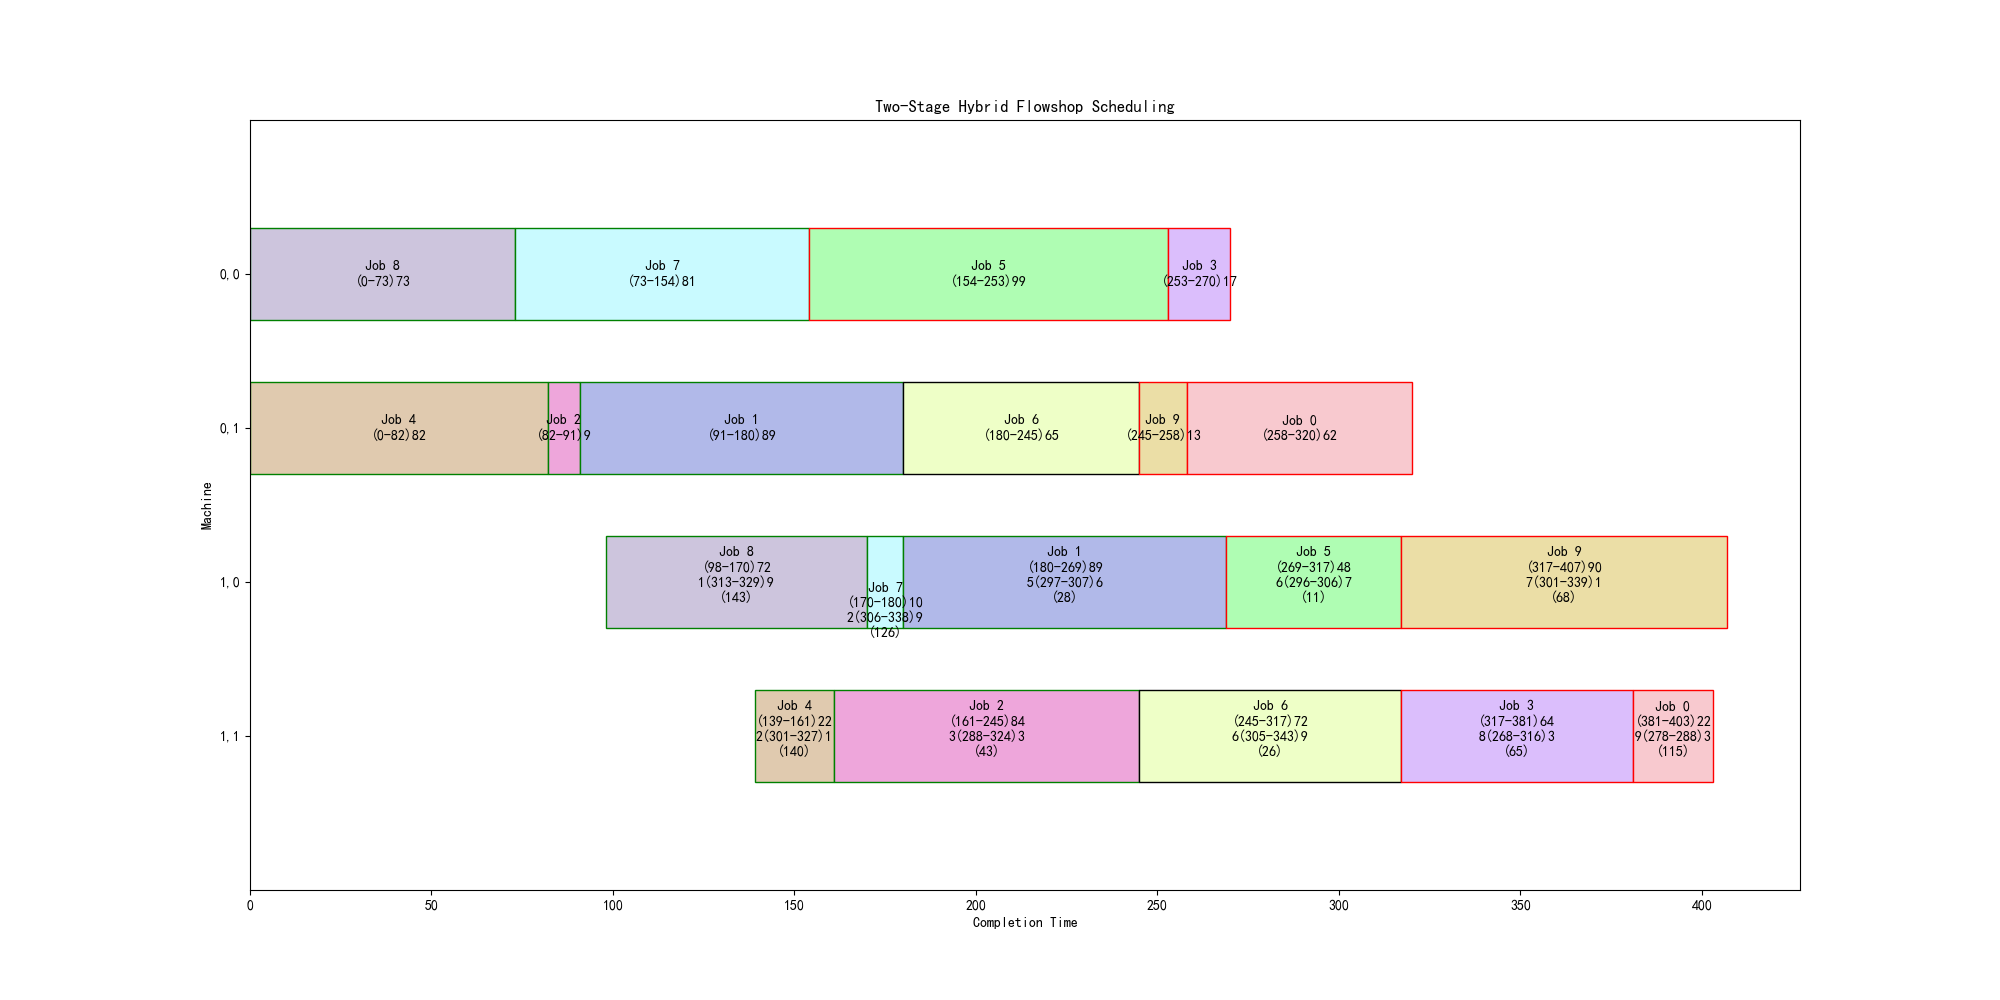 Two-Stage Hybrid Flowshop Scheduling
0,0
Job 8
(0-73)73
Job 7
(73-154)81
Job 5
(154-253)99
Job 3
(253-270)17
0,1
Job 4
(0-82)82
Job 2
(82-91)9
Job 1
(91-180)89
Job 6
(180-245)65
Job 9
(245-258)13
Job 0
(258-320)62
Machine
1,0
Job 8
(98-170)72
1(313-329)9
(143)
Job 7
(170-180)10
2(306-338)9
(126)
Job 1
(180-269)89
5(297-307)6
(28)
Job 5
(269-317)48
6(296-306)7
(11)
Job 9
(317-407)90
7(301-339)1
(68)
1,1
Job 4
(139-161)22
2(301-327)1
(140)
Job 2
(161-245)84
3(288-324)3
(43)
Job 6
(245-317)72
6(305-343)9
(26)
Job 3
(317-381)64
8(268-316)3
(65)
Job 0
(381-403)22
9(278-288)3
(115)
0 50 100 150 200 250 300 350 400
Completion Time